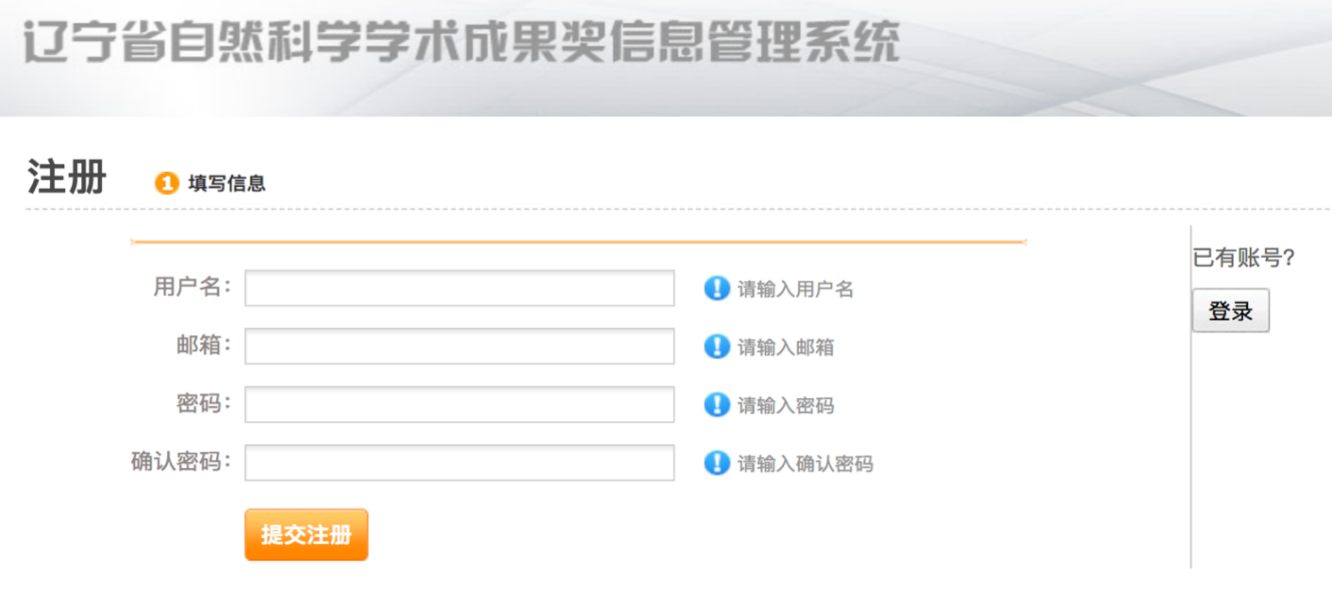 辽宁省自然科学学术成果奖信息管理系统
注册 1 填写信息
用户名： 请输入用户名
邮箱： 请输入邮箱
密码： 请输入密码
确认密码： 请输入确认密码
提交注册
已有账号?
登录